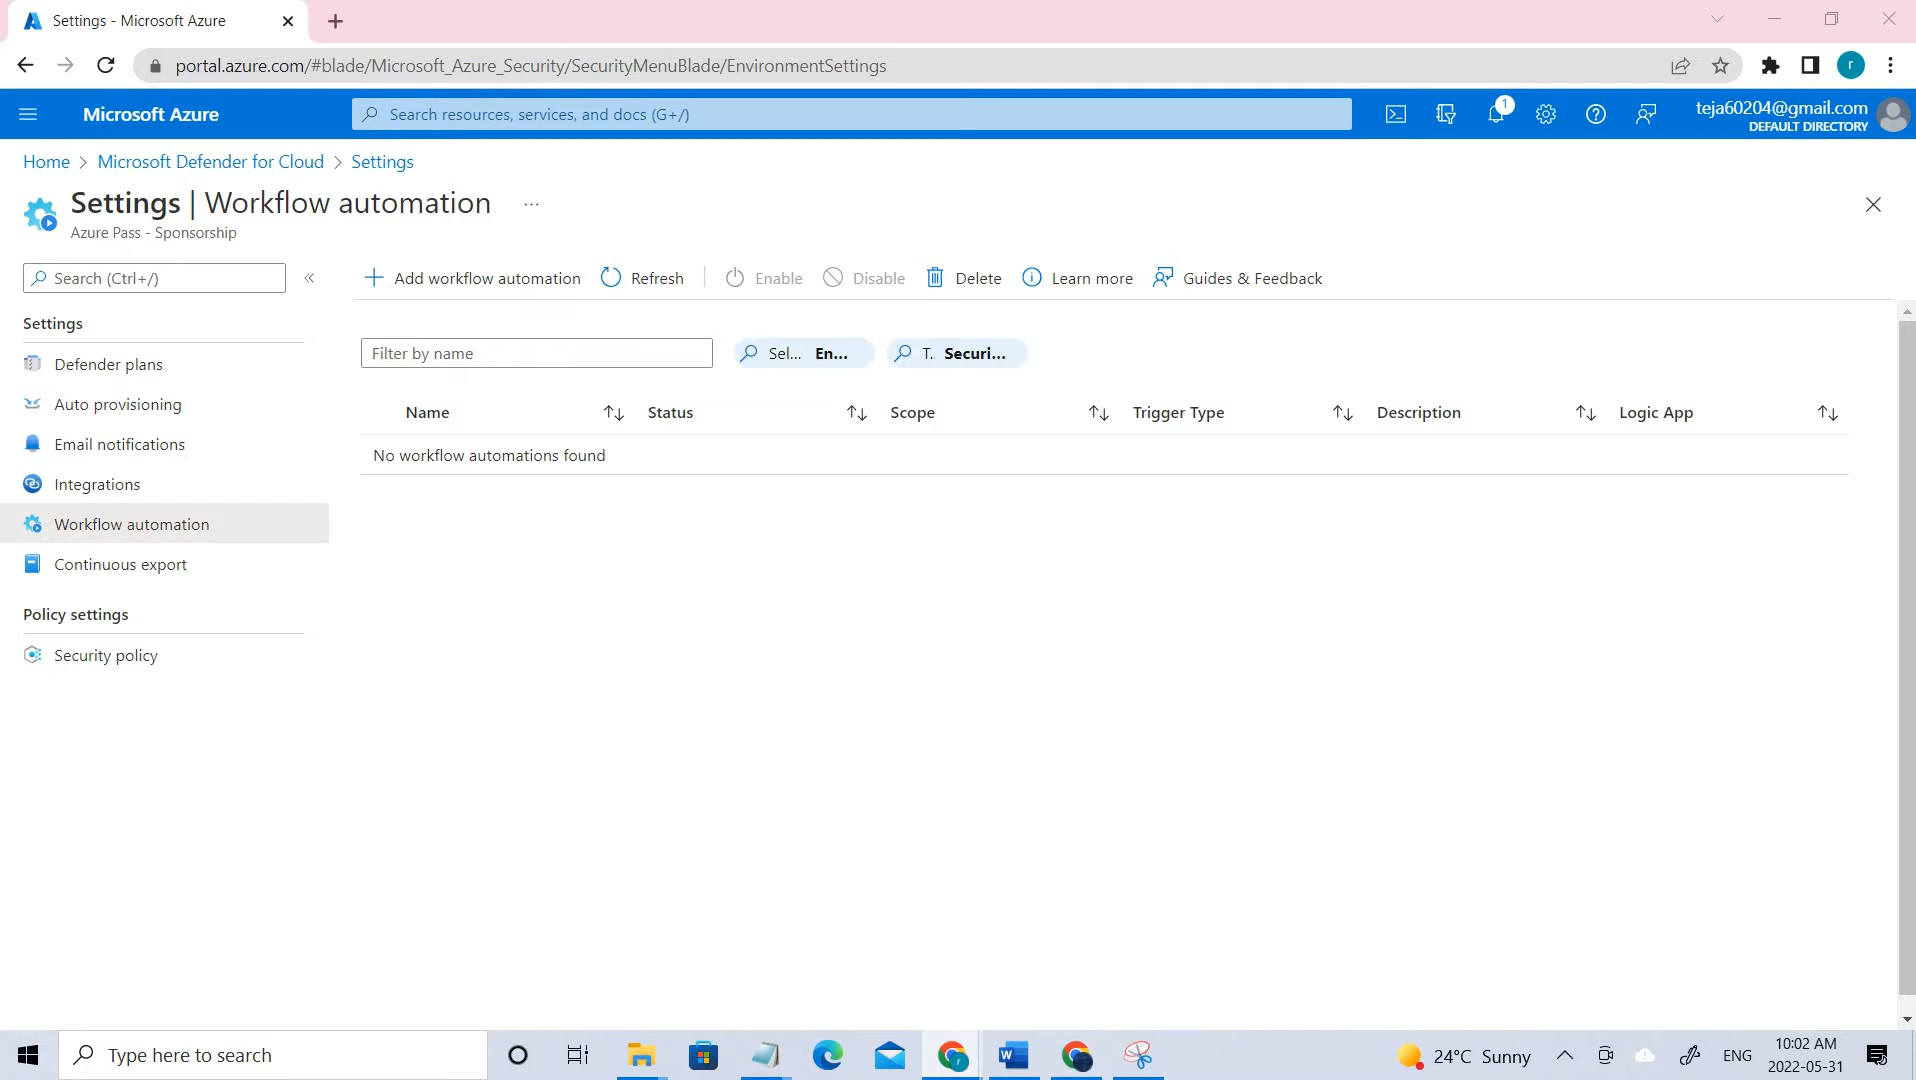 Settings - Microsoft Azure
portal.azure.com/#blade/Microsoft_Azure_Security/SecurityMenuBlade/EnvironmentSettings
r
Microsoft Azure
Search resources, services, and docs (G+/)
1
teja60204@gmail.com
DEFAULT DIRECTORY
Home > Microsoft Defender for Cloud > Settings
Settings | Workflow automation ...
Azure Pass - Sponsorship
Search (Ctrl+/)
Add workflow automation Refresh Enable Disable Delete Learn more Guides & Feedback
Settings
Defender plans
Auto provisioning
Email notifications
Integrations
Workflow automation
Continuous export
Policy settings
Security policy
Filter by name
Sel... En...
T. Securi...
Name Status Scope Trigger Type Description Logic App
No workflow automations found
Type here to search
24°C Sunny
ENG
10:02 AM
2022-05-31